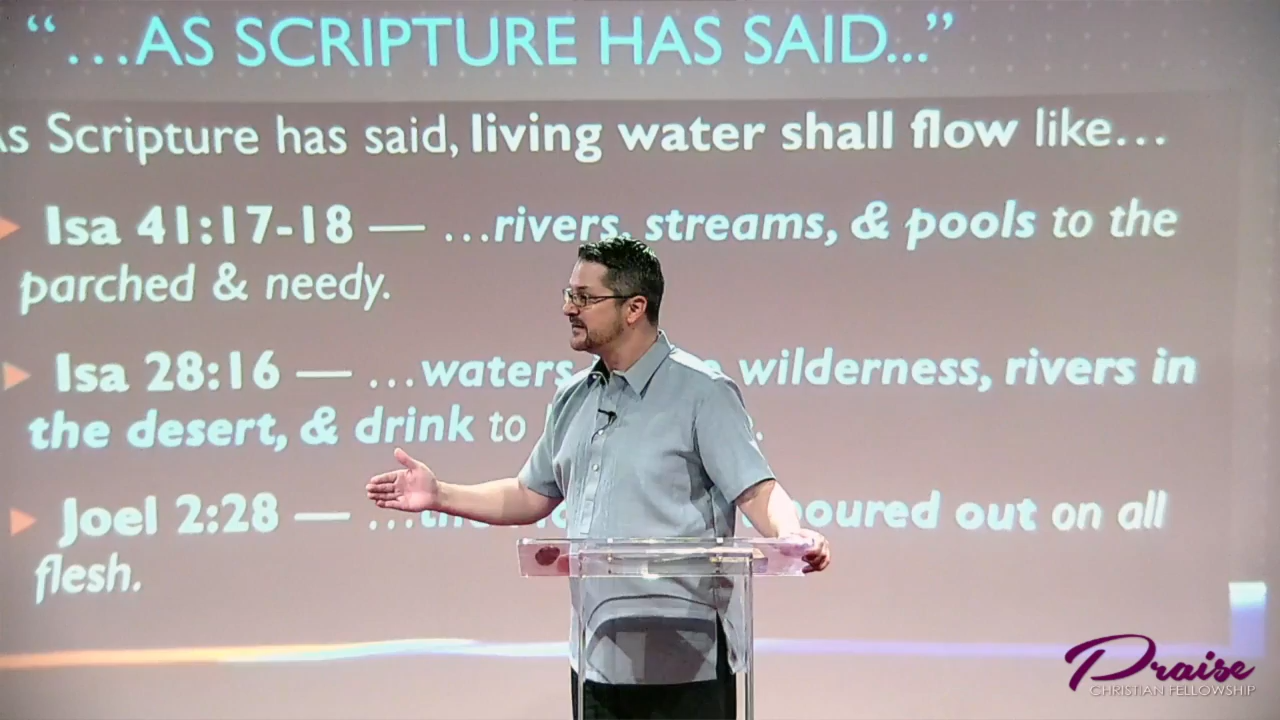 “…AS SCRIPTURE HAS SAID...”
As Scripture has said, living water shall flow like…
Isa 41:17-18 — …rivers, streams, & pools to the
parched & needy.
Isa 28:16 — …waters wilderness, rivers in
the desert, & drink to
Joel 2:28 — … poured out on all
flesh.
Praise
CHRISTIAN FELLOWSHIP